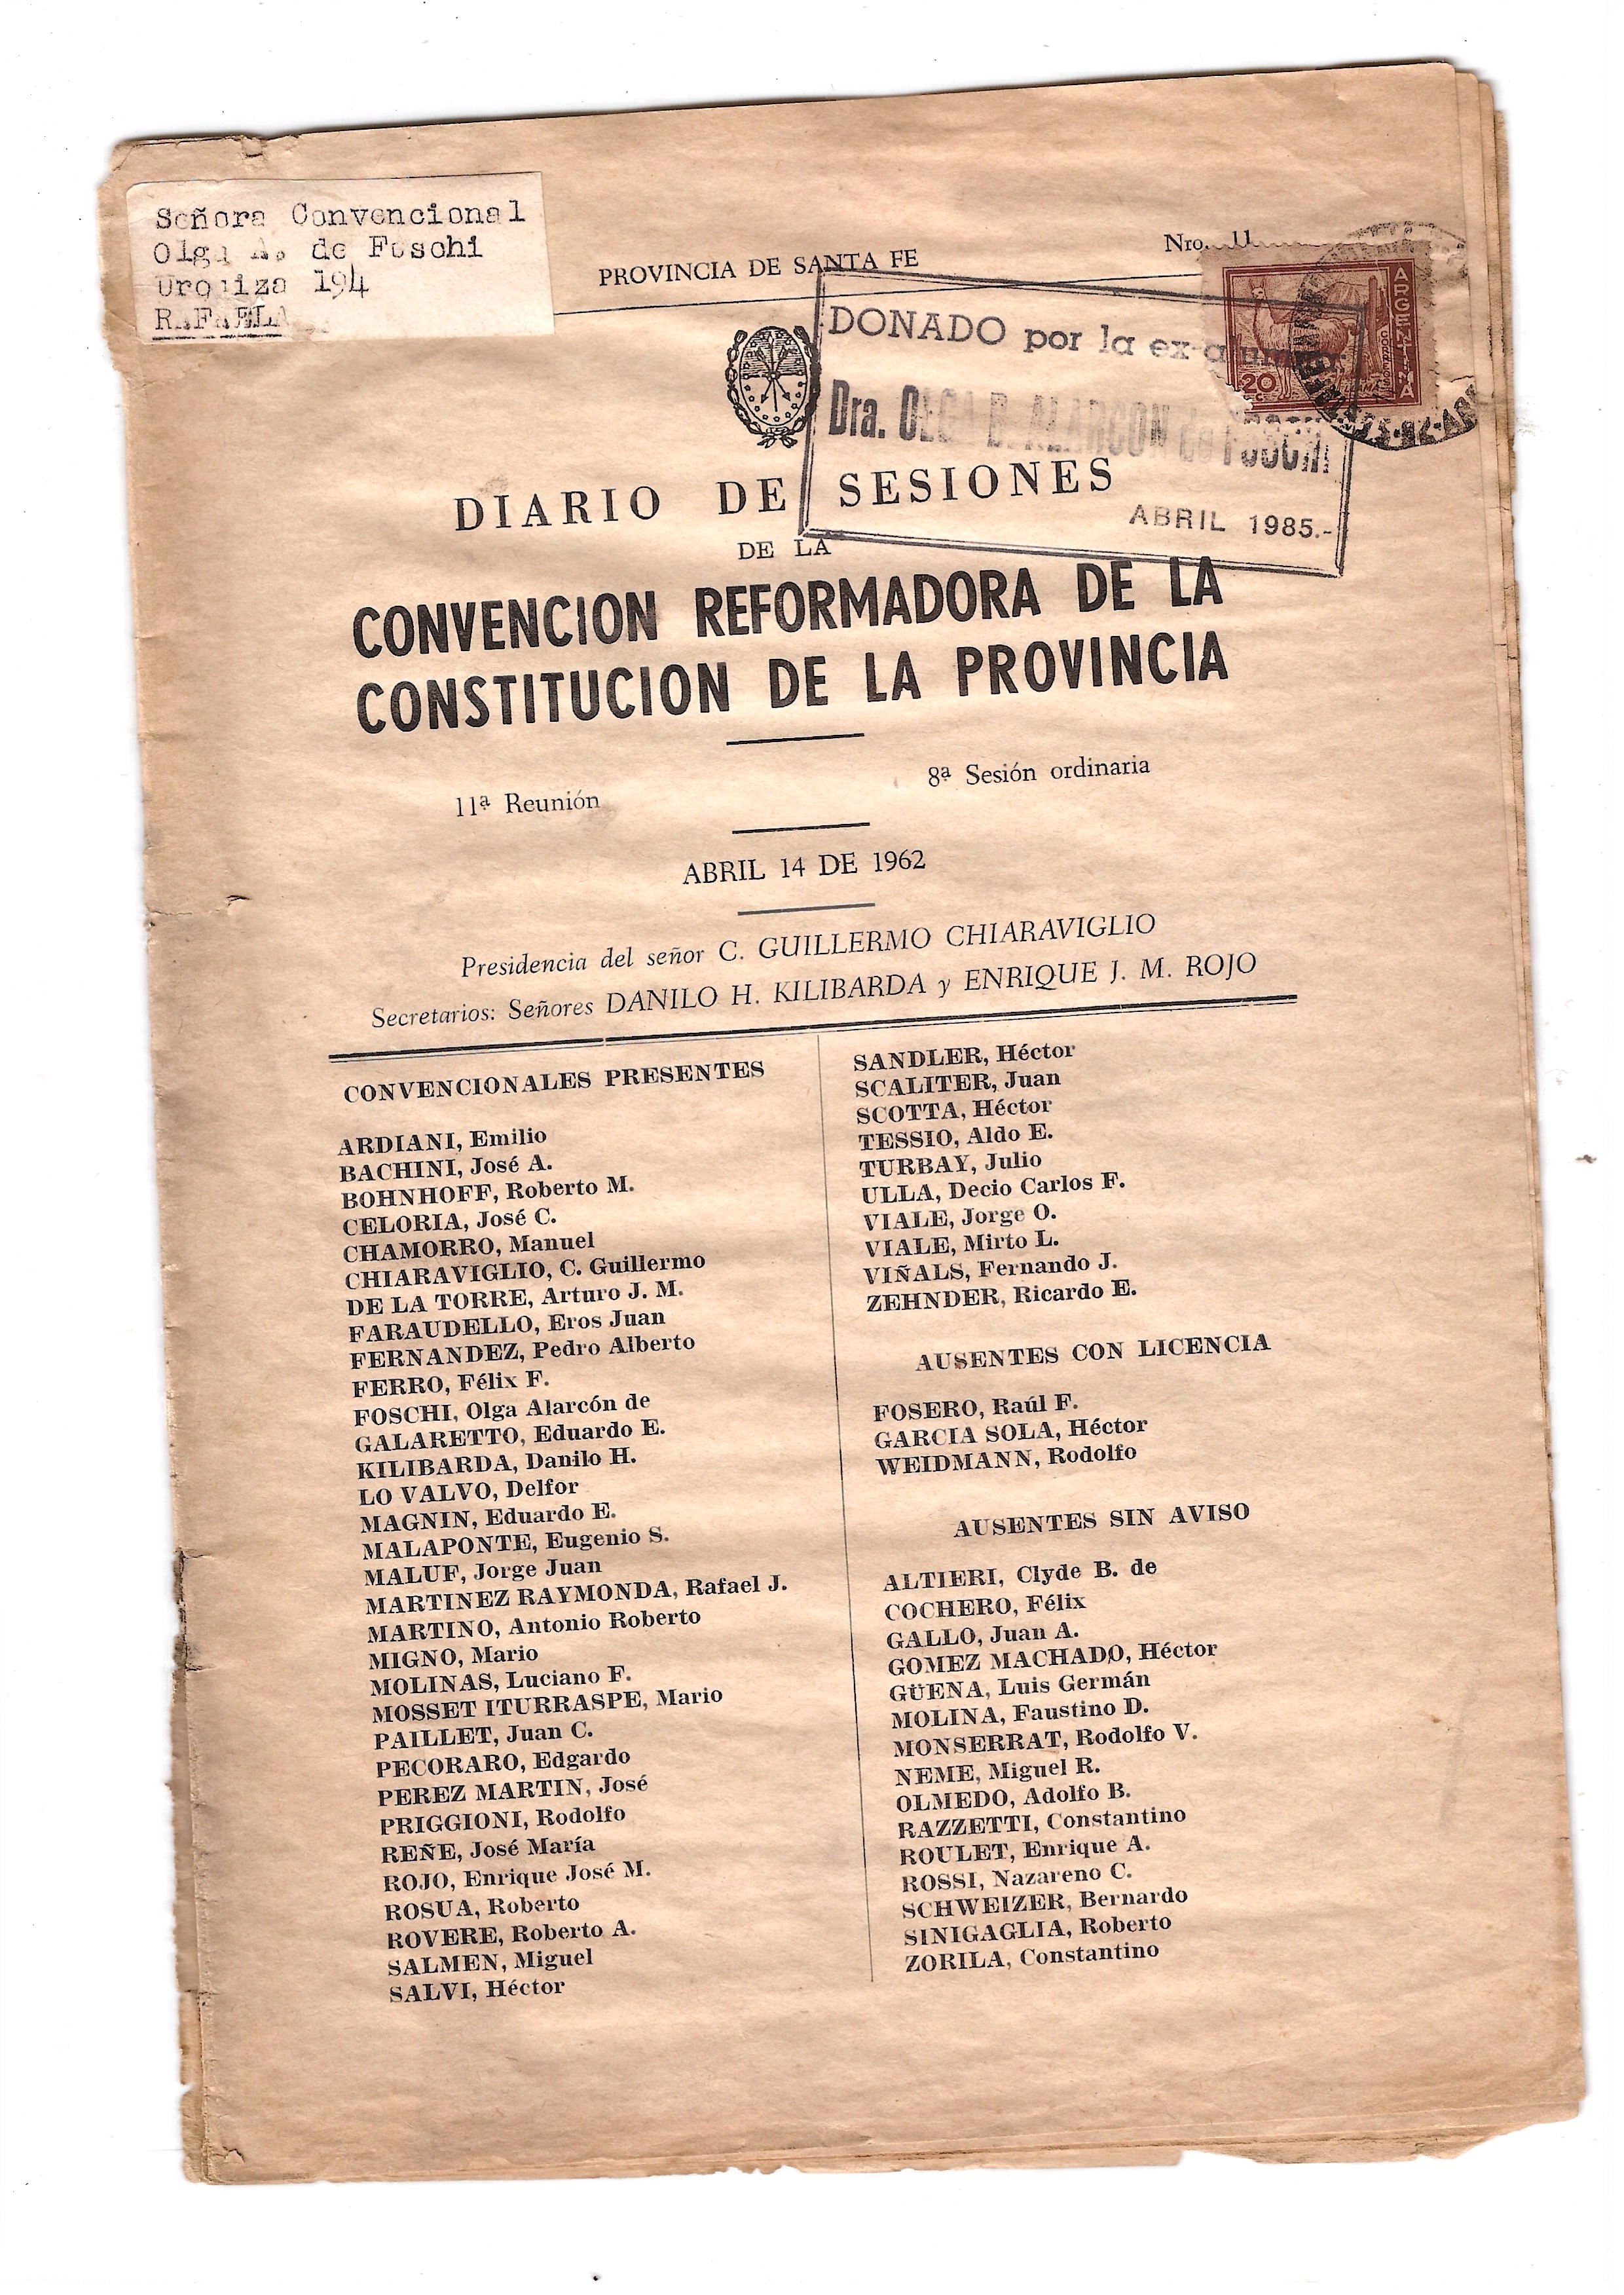 Señora Convencional
Olga A. de Foschi
Urquiza 194
RAFAELA
PROVINCIA DE SANTA FE
Nro. 11
ARGENTINA
20
DONADO por la ex-alumna
Dra. OLGA B. ALARCON de FOSCHI
ABRIL 1985.-
DIARIO DE SESIONES
DE LA
CONVENCION REFORMADORA DE LA
CONSTITUCION DE LA PROVINCIA
11ª Reunión
8ª Sesión ordinaria
ABRIL 14 DE 1962
Presidencia del señor C. GUILLERMO CHIARAVIGLIO
Secretarios: Señores DANILO H. KILIBARDA y ENRIQUE J. M. ROJO
CONVENCIONALES PRESENTES
ARDIANI, Emilio
BACHINI, José A.
BOHNHOFF, Roberto M.
CELORIA, José C.
CHAMORRO, Manuel
CHIARAVIGLIO, C. Guillermo
DE LA TORRE, Arturo J. M.
FARAUDELLO, Eros Juan
FERNANDEZ, Pedro Alberto
FERRO, Félix F.
FOSCHI, Olga Alarcón de
GALARETTO, Eduardo E.
KILIBARDA, Danilo H.
LO VALVO, Delfor
MAGNIN, Eduardo E.
MALAPONTE, Eugenio S.
MALUF, Jorge Juan
MARTINEZ RAYMONDA, Rafael J.
MARTINO, Antonio Roberto
MIGNO, Mario
MOLINAS, Luciano F.
MOSSET ITURRASPE, Mario
PAILLET, Juan C.
PECORARO, Edgardo
PEREZ MARTIN, José
PRIGGIONI, Rodolfo
REÑE, José María
ROJO, Enrique José M.
ROSUA, Roberto
ROVERE, Roberto A.
SALMEN, Miguel
SALVI, Héctor
SANDLER, Héctor
SCALITER, Juan
SCOTTA, Héctor
TESSIO, Aldo E.
TURBAY, Julio
ULLA, Decio Carlos F.
VIALE, Jorge O.
VIALE, Mirto L.
VIÑALS, Fernando J.
ZEHNDER, Ricardo E.
AUSENTES CON LICENCIA
FOSERO, Raúl F.
GARCIA SOLA, Héctor
WEIDMANN, Rodolfo
AUSENTES SIN AVISO
ALTIERI, Clyde B. de
COCHERO, Félix
GALLO, Juan A.
GOMEZ MACHADO, Héctor
GÜENA, Luis Germán
MOLINA, Faustino D.
MONSERRAT, Rodolfo V.
NEME, Miguel R.
OLMEDO, Adolfo B.
RAZZETTI, Constantino
ROULET, Enrique A.
ROSSI, Nazareno C.
SCHWEIZER, Bernardo
SINIGAGLIA, Roberto
ZORILA, Constantino